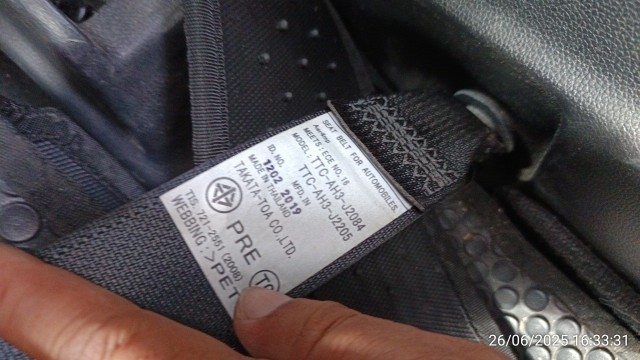 SEAT BELT FOR AUTOMOBILES.
MEETS : ECE NO. 16
MODEL : TTC-AH3-J2084
TTC-AH3-J2205
ID. NO. MFD. IN
1202 2019
MADE IN THAILAND
TAKATA-TOA CO.,LTD.
PRE
TIS. 721-2551 (2008)
WEBBING : >PET
26/06/2025 16:33:31